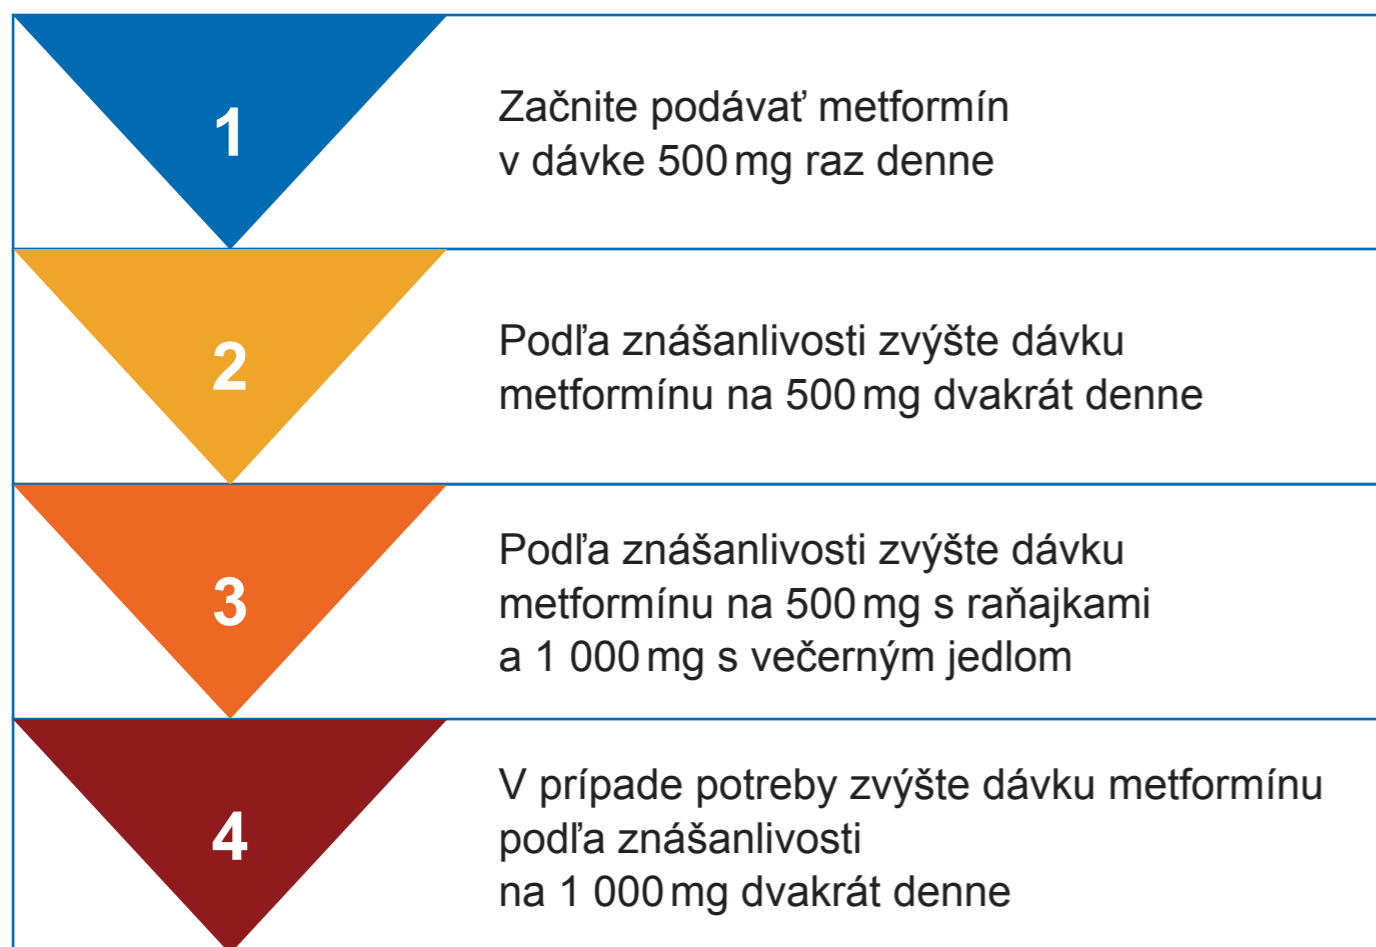 1
Začnite podávať metformín
v dávke 500 mg raz denne
2
Podľa znášanlivosti zvýšte dávku
metformínu na 500 mg dvakrát denne
3
Podľa znášanlivosti zvýšte dávku
metformínu na 500 mg s raňajkami
a 1 000 mg s večerným jedlom
4
V prípade potreby zvýšte dávku metformínu
podľa znášanlivosti
na 1 000 mg dvakrát denne